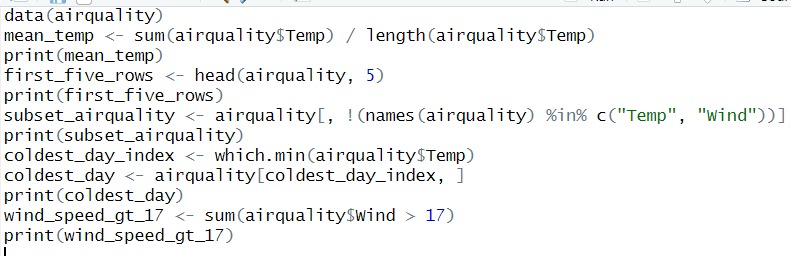 data(airquality)
mean_temp <- sum(airquality$Temp) / length(airquality$Temp)
print(mean_temp)
first_five_rows <- head(airquality, 5)
print(first_five_rows)
subset_airquality <- airquality[, !(names(airquality) %in% c("Temp", "Wind"))]
print(subset_airquality)
coldest_day_index <- which.min(airquality$Temp)
coldest_day <- airquality[coldest_day_index, ]
print(coldest_day)
wind_speed_gt_17 <- sum(airquality$Wind > 17)
print(wind_speed_gt_17)